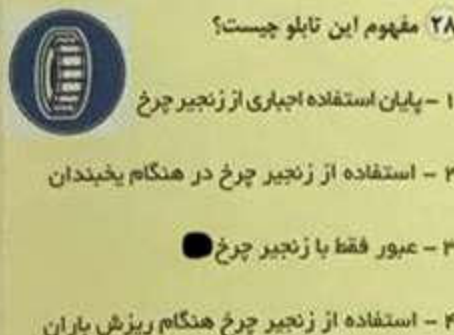 ۲۸ مفهوم این تابلو چیست؟
۱ - پایان استفاده اجباری از زنجیر چرخ
۲ - استفاده از زنجیر چرخ در هنگام یخبندان
۳ - عبور فقط با زنجیر چرخ
۴ - استفاده از زنجیر چرخ هنگام ریزش باران